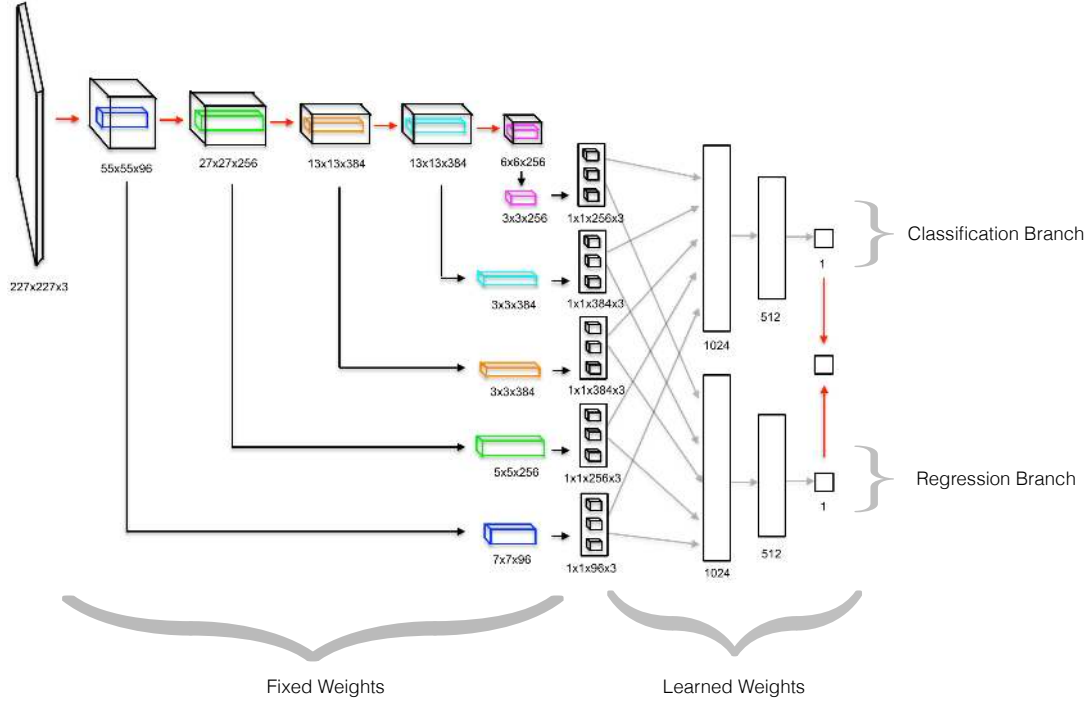 227x227x3
55x55x96
27x27x256
13x13x384
13x13x384
6x6x256
3x3x256
1x1x256x3
3x3x384
1x1x384x3
3x3x384
1x1x384x3
5x5x256
1x1x256x3
7x7x96
1x1x96x3
1024
512
1
Classification Branch
1024
512
1
Regression Branch
Fixed Weights
Learned Weights